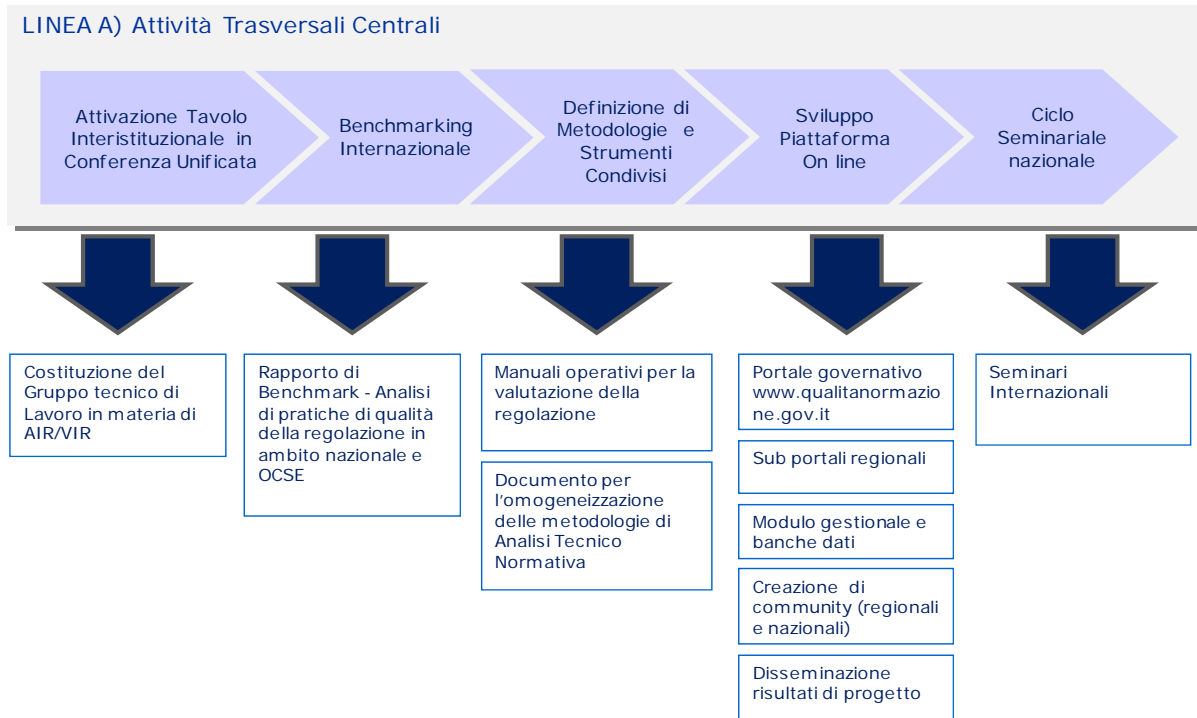 LINEA A) Attività Trasversali Centrali
Attivazione Tavolo
Interistituzionale in
Conferenza Unificata
Benchmarking
Internazionale
Definizione di
Metodologie e
Strumenti
Condivisi
Sviluppo
Piattaforma
On line
Ciclo
Seminariale
nazionale
Costituzione del
Gruppo tecnico di
Lavoro in materia di
AIR/VIR
Rapporto di
Benchmark - Analisi
di pratiche di qualità
della regolazione in
ambito nazionale e
OCSE
Manuali operativi per la
valutazione della
regolazione
Documento per
l'omogeneizzazione
delle metodologie di
Analisi Tecnico
Normativa
Portale governativo
www.qualitanormazio
ne.gov.it
Sub portali regionali
Modulo gestionale e
banche dati
Creazione di
community (regionali
e nazionali)
Disseminazione
risultati di progetto
Seminari
Internazionali